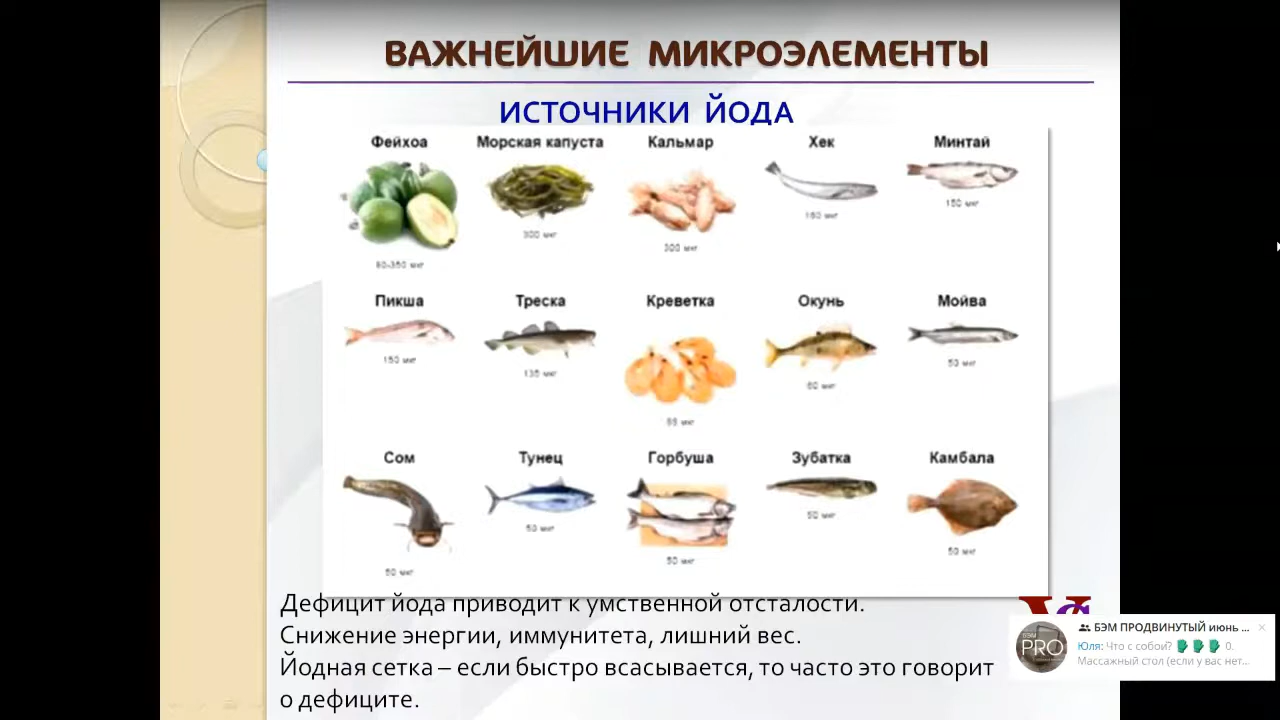 ВАЖНЕЙШИЕ МИКРОЭЛЕМЕНТЫ
ИСТОЧНИКИ ЙОДА
Фейхоа Морская капуста Кальмар Хек Минтай
150 мкг
300 мкг
300 мкг
Пикша Треска Креветка Окунь Мойва
150 мкг
135 мкг
50 мкг
60 мкг
Сом Тунец Горбуша Зубатка Камбала
50 мкг
50 мкг
50 мкг
50 мкг
50 мкг
Дефицит йода приводит к умственной отсталости.
Снижение энергии, иммунитета, лишний вес.
Йодная сетка – если быстро всасывается, то часто это говорит
о дефиците.
БЭМ ПРОДВИНУТЫЙ июнь ...
Юля: Что с собой? 0.
Массажный стол (если у вас нет...
БЭМ
PRO